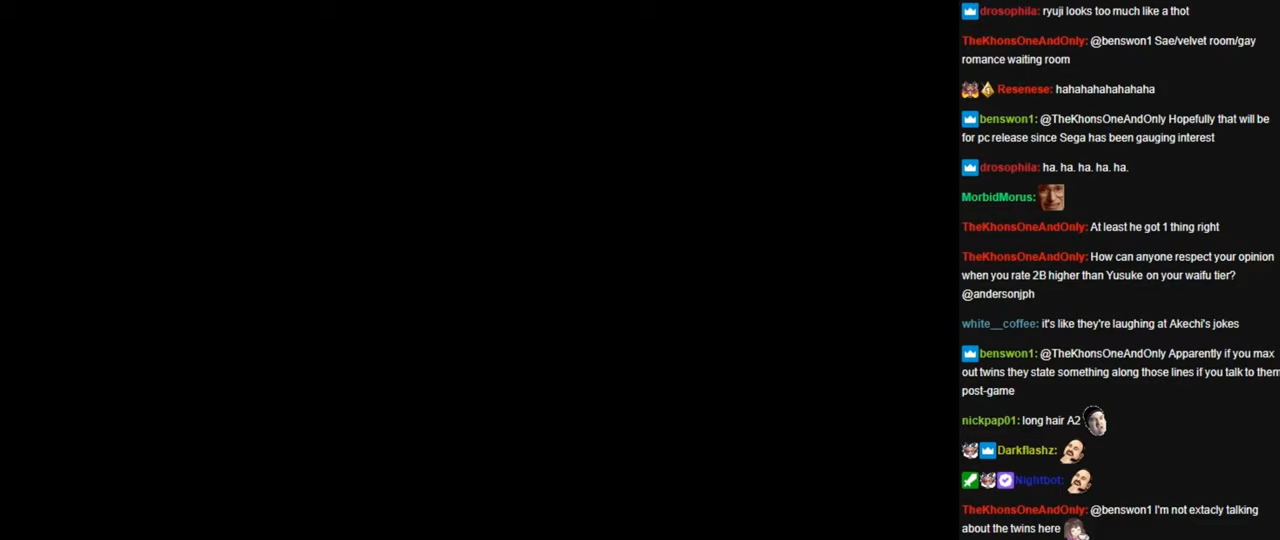 drosophila: ryuji looks too much like a thot
TheKhonsOneAndOnly: @benswon1 Sae/velvet room/gay
romance waiting room
Resenese: hahahahahahahaha
benswon1: @TheKhonsOneAndOnly Hopefully that will be
for pc release since Sega has been gauging interest
drosophila: ha. ha. ha. ha. ha.
MorbidMorus:
TheKhonsOneAndOnly: At least he got 1 thing right
TheKhonsOneAndOnly: How can anyone respect your opinion
when you rate 2B higher than Yusuke on your waifu tier?
@andersonjph
white__coffee: it's like they're laughing at Akechi's jokes
benswon1: @TheKhonsOneAndOnly Apparently if you max
out twins they state something along those lines if you talk to them
post-game
nickpap01: long hair A2
Darkflashz:
Nightbot:
TheKhonsOneAndOnly: @benswon1 I'm not extacly talking
about the twins here